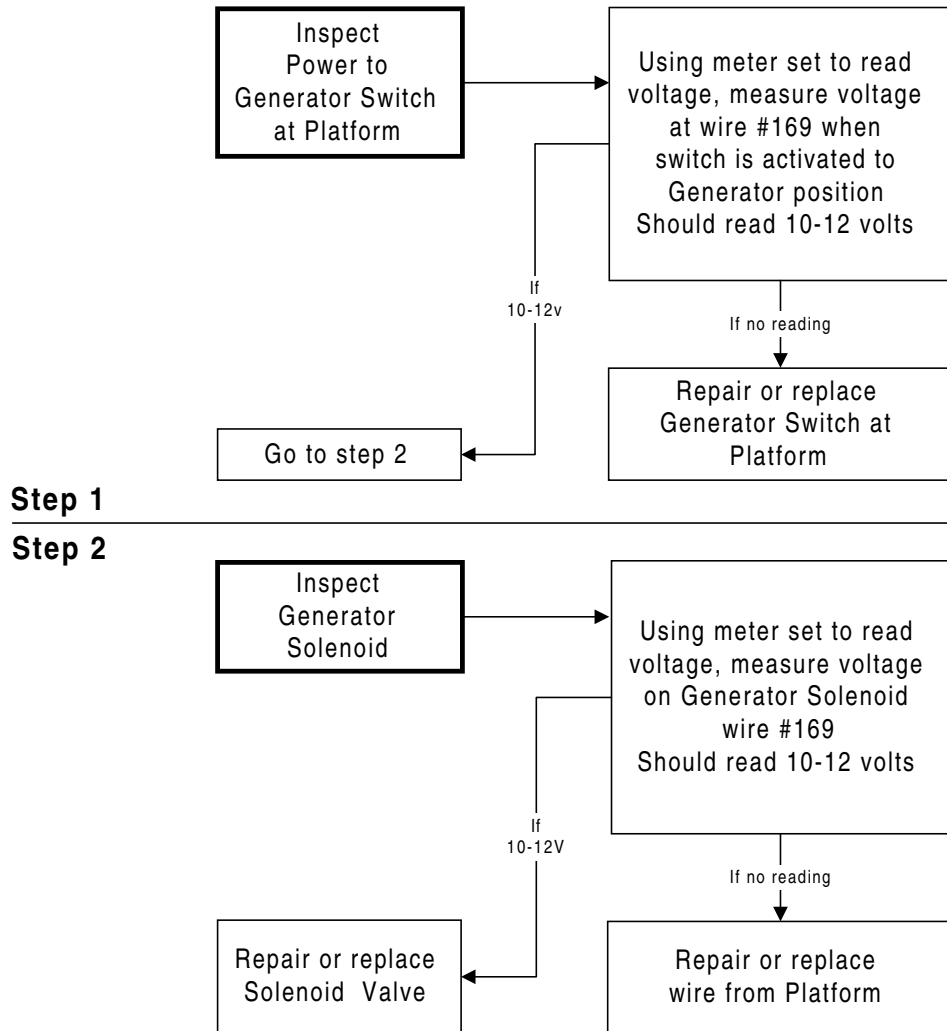 Inspect
Power to
Generator Switch
at Platform
Using meter set to read
voltage, measure voltage
at wire #169 when
switch is activated to
Generator position
Should read 10-12 volts
If
10-12v
If no reading
Repair or replace
Generator Switch at
Platform
Go to step 2
Step 1
Step 2
Inspect
Generator
Solenoid
Using meter set to read
voltage, measure voltage
on Generator Solenoid
wire #169
Should read 10-12 volts
If
10-12V
If no reading
Repair or replace
Solenoid Valve
Repair or replace
wire from Platform